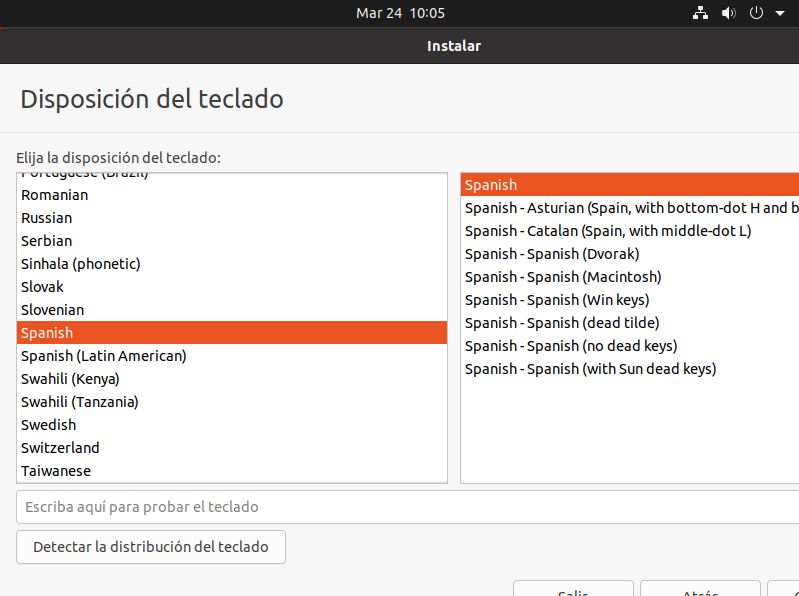 Mar 24 10:05
Instalar
Disposición del teclado
Elija la disposición del teclado:
Portuguese (Brazil)
Romanian
Russian
Serbian
Sinhala (phonetic)
Slovak
Slovenian
Spanish
Spanish (Latin American)
Swahili (Kenya)
Swahili (Tanzania)
Swedish
Switzerland
Taiwanese
Spanish
Spanish - Asturian (Spain, with bottom-dot H and b
Spanish - Catalan (Spain, with middle-dot L)
Spanish - Spanish (Dvorak)
Spanish - Spanish (Macintosh)
Spanish - Spanish (Win keys)
Spanish - Spanish (dead tilde)
Spanish - Spanish (no dead keys)
Spanish - Spanish (with Sun dead keys)
Escriba aquí para probar el teclado
Detectar la distribución del teclado
Salir Atrás